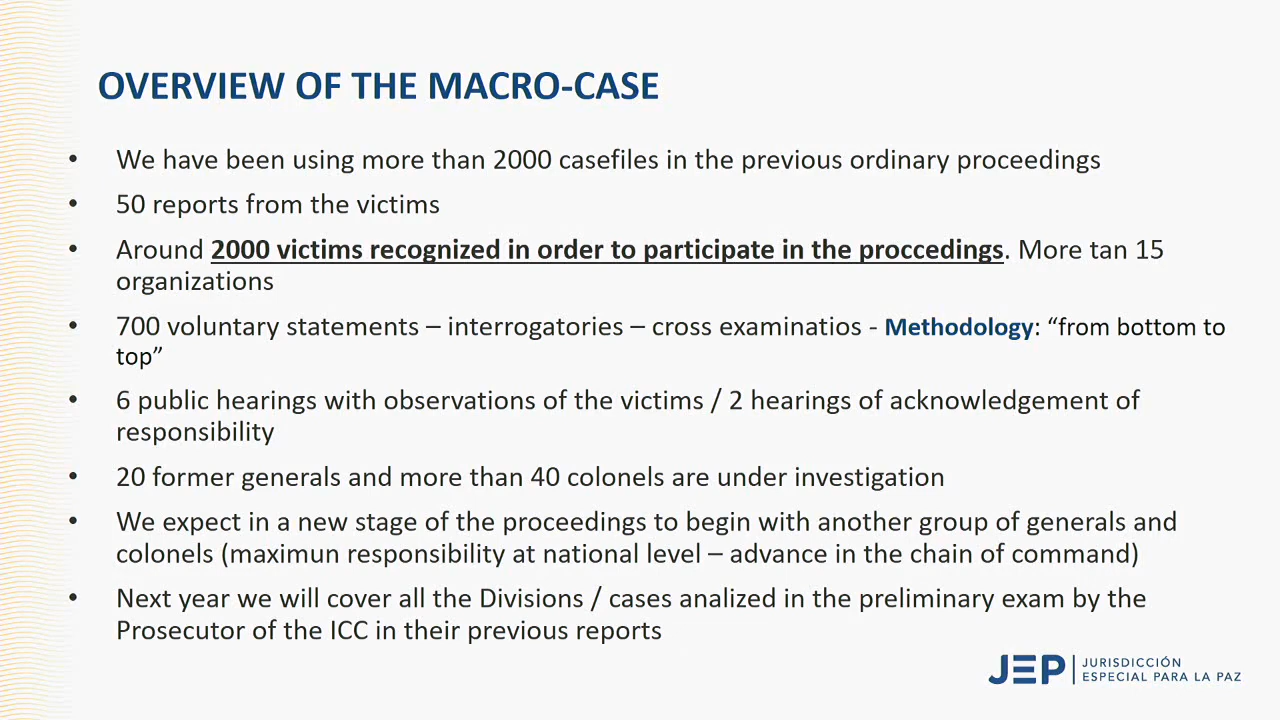 OVERVIEW OF THE MACRO-CASE
• We have been using more than 2000 casefiles in the previous ordinary proceedings
• 50 reports from the victims
• Around 2000 victims recognized in order to participate in the proccedings. More tan 15
organizations
• 700 voluntary statements – interrogatories – cross examinatios - Methodology: “from bottom to
top”
• 6 public hearings with observations of the victims / 2 hearings of acknowledgement of
responsibility
• 20 former generals and more than 40 colonels are under investigation
• We expect in a new stage of the proceedings to begin with another group of generals and
colonels (maximun responsibility at national level – advance in the chain of command)
• Next year we will cover all the Divisions / cases analized in the preliminary exam by the
Prosecutor of the ICC in their previous reports
JEP | JURISDICCIÓN
ESPECIAL PARA LA PAZ